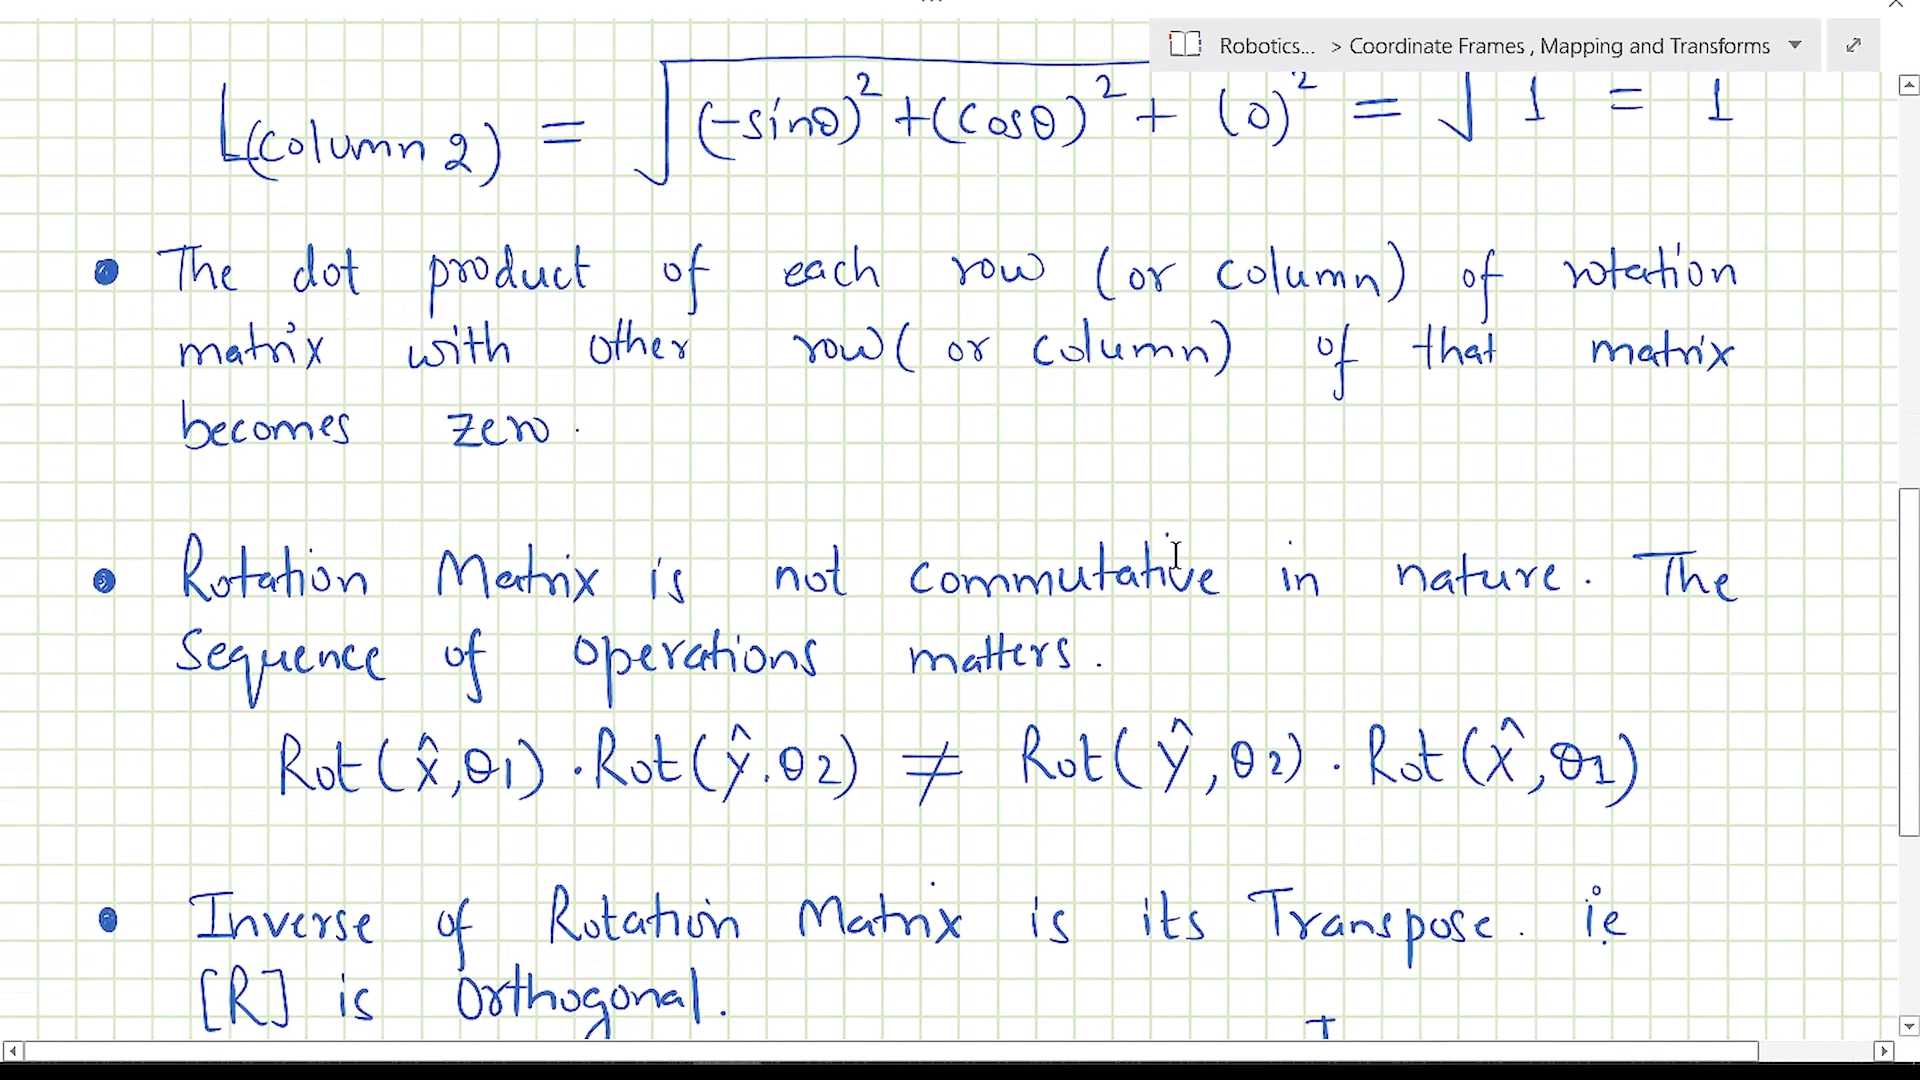 Robotics... > Coordinate Frames , Mapping and Transforms
L(column 2) = √(-sinθ)² + (cosθ)² + (0)² = √1 = 1
• The dot product of each row (or column) of rotation
matrix with other row (or column) of that matrix
becomes zero.
• Rotation Matrix is not commutative in nature. The
sequence of operations matters.
Rot(x̂,θ1) . Rot(ŷ.θ2) ≠ Rot(ŷ,θ2) . Rot(x̂,θ1)
• Inverse of Rotation Matrix is its Transpose. i.e
[R] is Orthogonal.